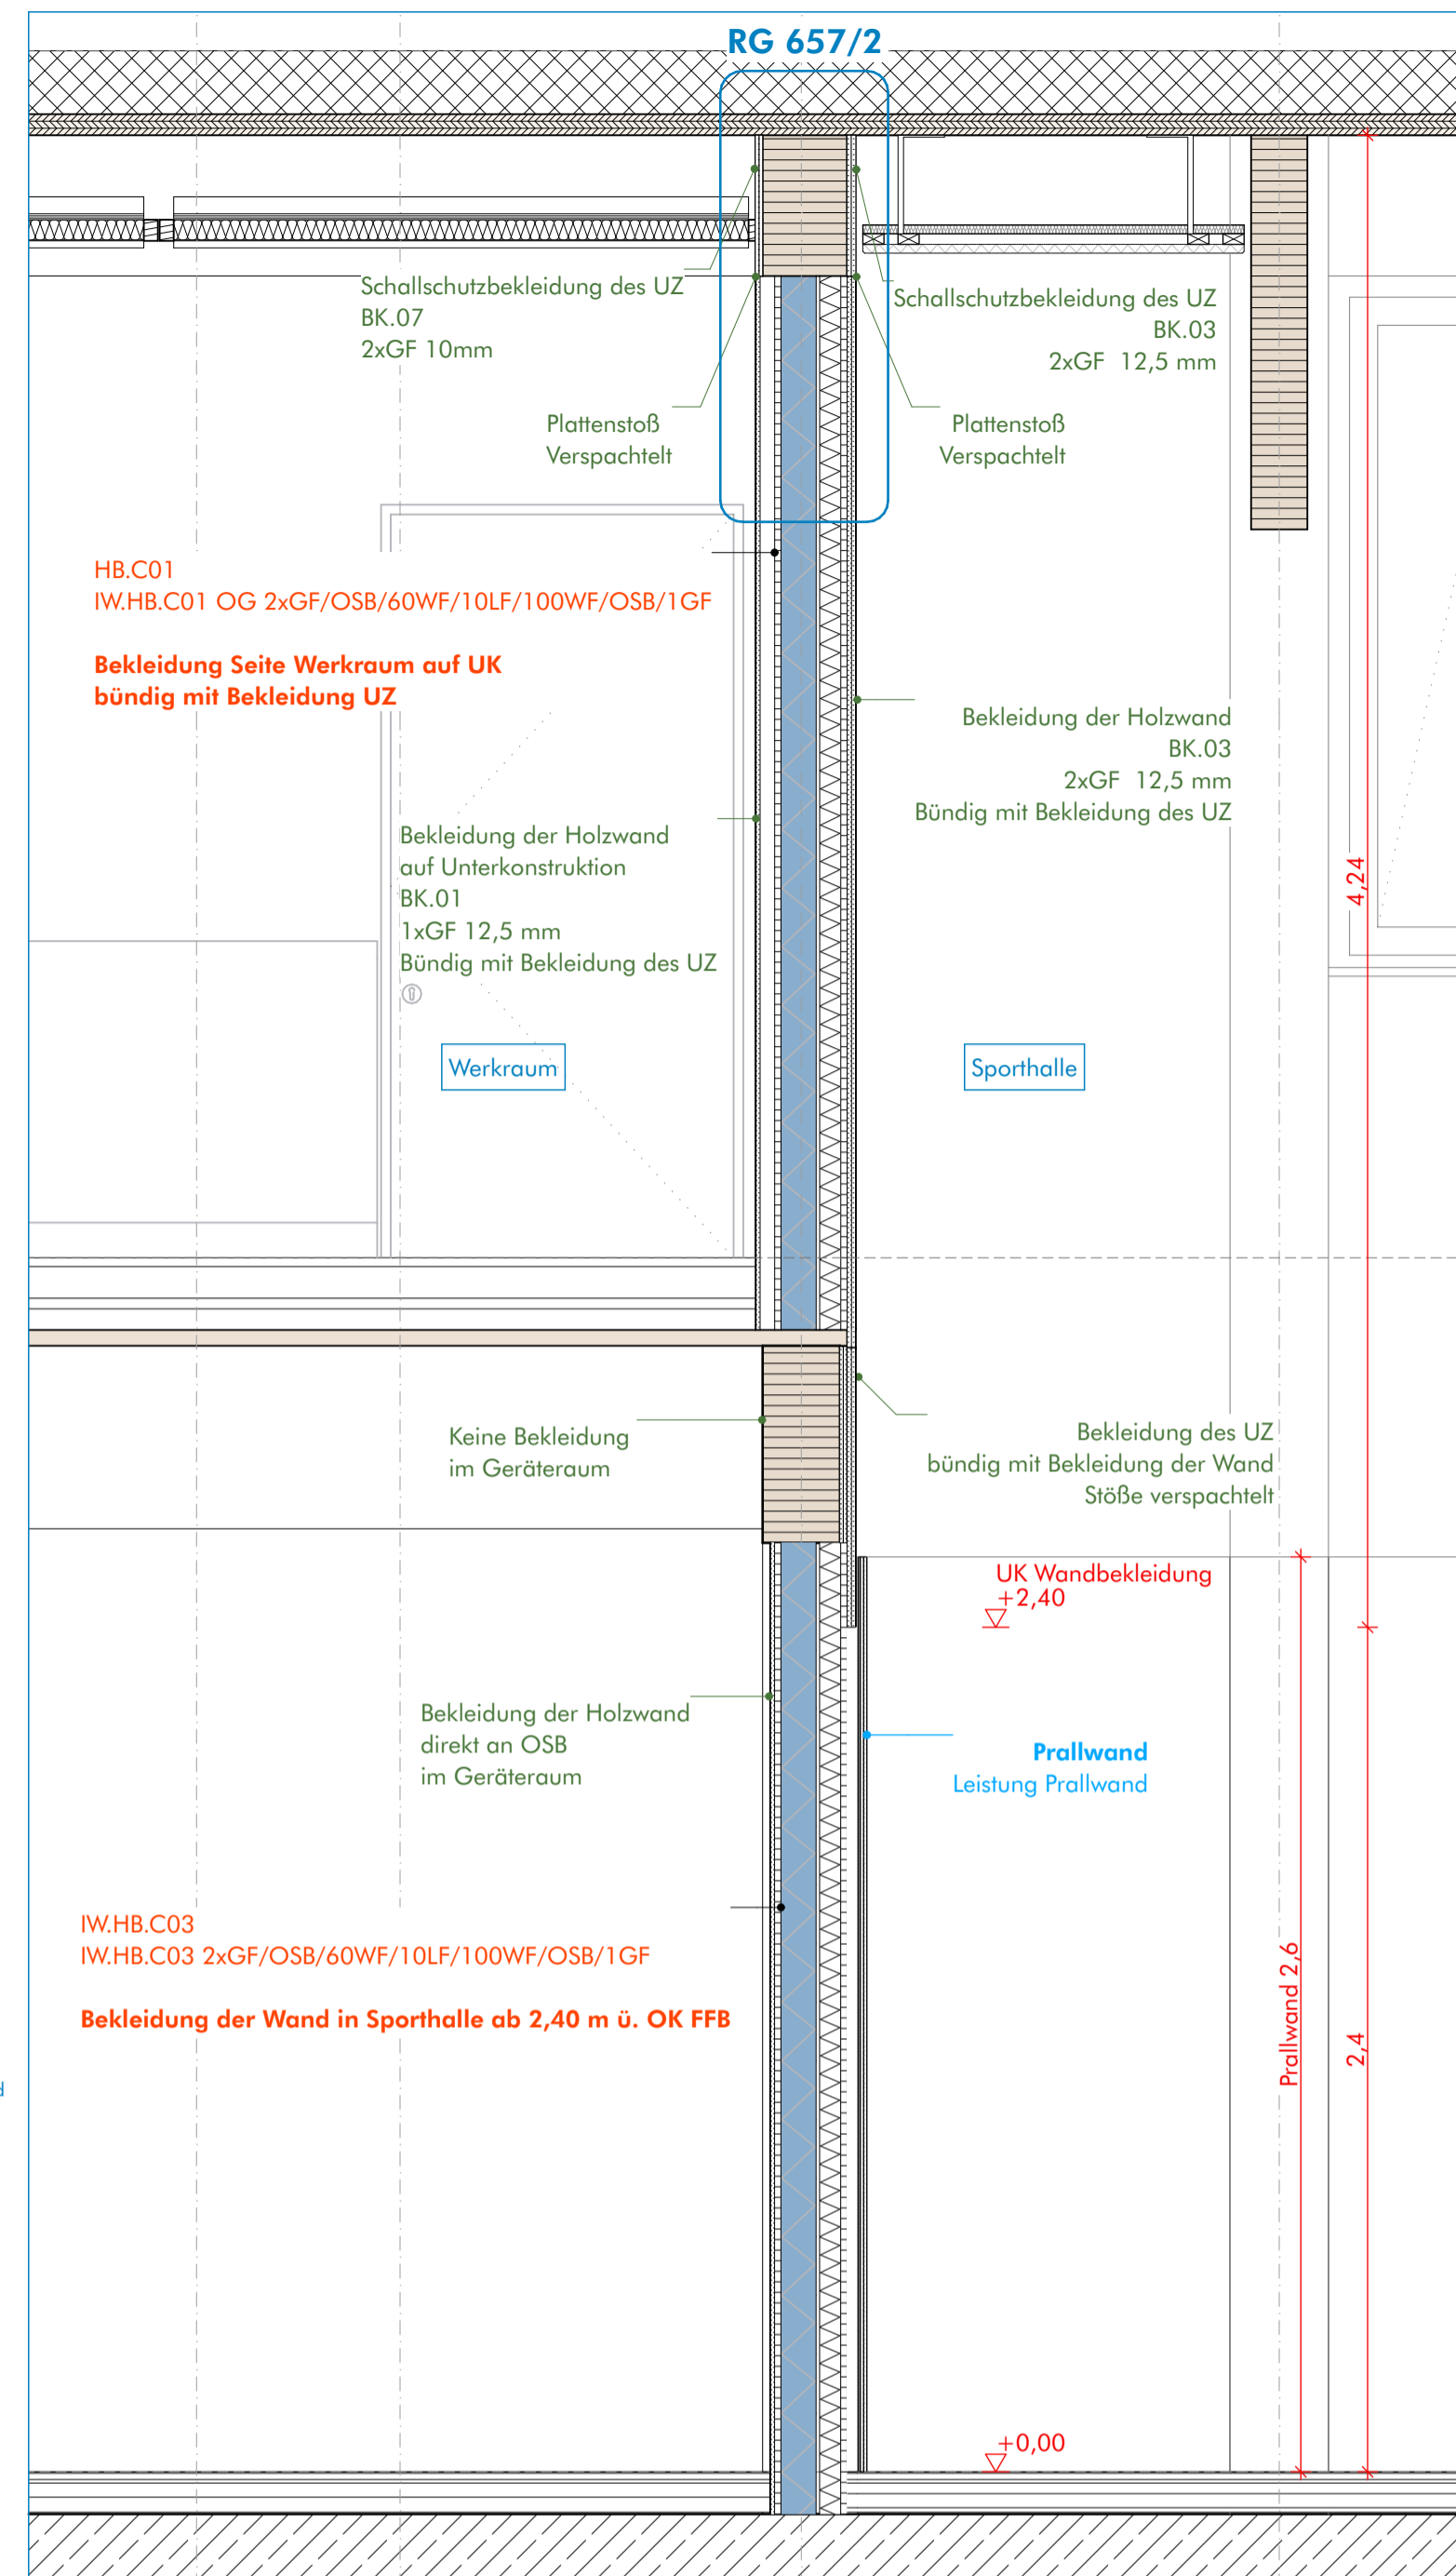 RG 657/2
Schallschutzbekleidung des UZ
BK.07
2xGF 10mm
Schallschutzbekleidung des UZ
BK.03
2xGF 12,5 mm
Plattenstoß
Verspachtelt
Plattenstoß
Verspachtelt
HB.C01
IW.HB.C01 OG 2xGF/OSB/60WF/10LF/100WF/OSB/1GF
Bekleidung Seite Werkraum auf UK
bündig mit Bekleidung UZ
Bekleidung der Holzwand
BK.03
2xGF 12,5 mm
Bündig mit Bekleidung des UZ
4,24
Bekleidung der Holzwand
auf Unterkonstruktion
BK.01
1xGF 12,5 mm
Bündig mit Bekleidung des UZ
Werkraum
Sporthalle
Keine Bekleidung
im Geräteraum
Bekleidung des UZ
bündig mit Bekleidung der Wand
Stöße verspachtelt
UK Wandbekleidung
+2,40
Bekleidung der Holzwand
direkt an OSB
im Geräteraum
Prallwand
Leistung Prallwand
IW.HB.C03
IW.HB.C03 2xGF/OSB/60WF/10LF/100WF/OSB/1GF
Bekleidung der Wand in Sporthalle ab 2,40 m ü. OK FFB
Prallwand 2,6
2,4
+0,00